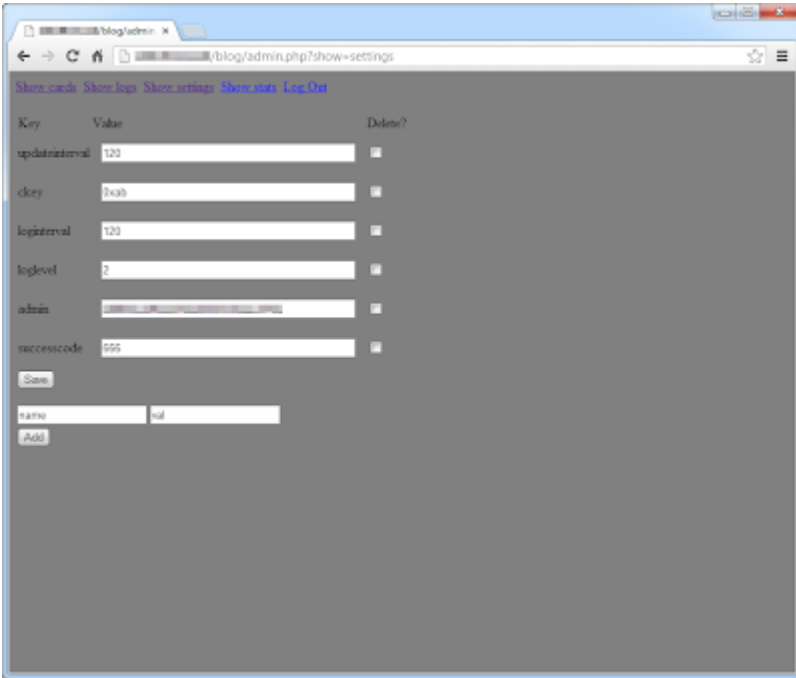 /blog/admin
/blog/admin.php?show=settings
Show cards Show logs Show settings Show stats Log Out
Key Value Delete?
updateinterval 120
ckey 0xab
loginterval 120
loglevel 2
admin
successcode 666
Save
name val
Add